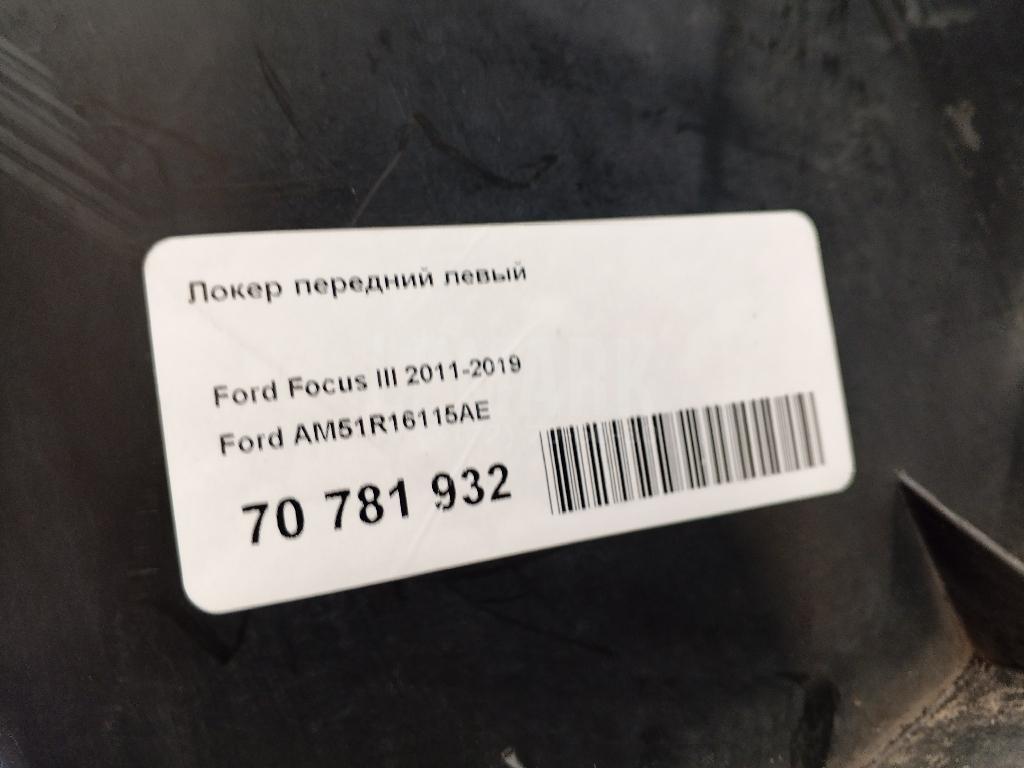 Локер передний левый
Ford Focus III 2011-2019
Ford AM51R16115AE
70 781 932